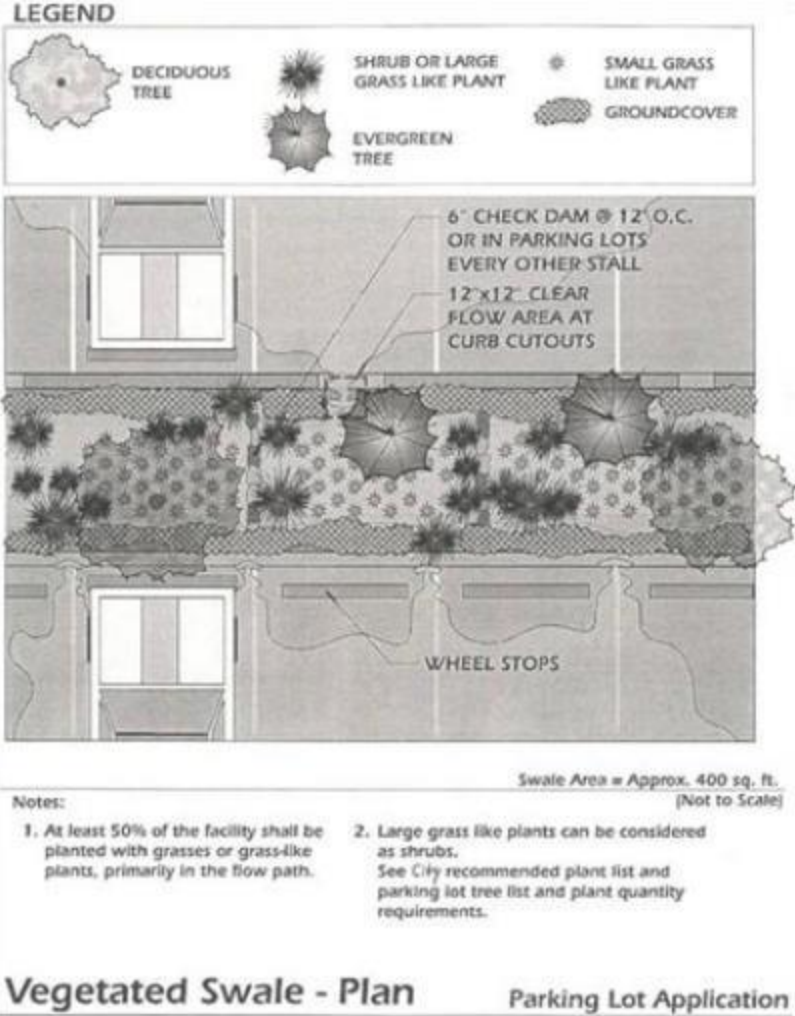 LEGEND
DECIDUOUS
TREE
SHRUB OR LARGE
GRASS LIKE PLANT
EVERGREEN
TREE
SMALL GRASS
LIKE PLANT
GROUNDCOVER
6" CHECK DAM @ 12' O.C.
OR IN PARKING LOTS
EVERY OTHER STALL
12"x12" CLEAR
FLOW AREA AT
CURB CUTOUTS
WHEEL STOPS
Swale Area = Approx. 400 sq. ft.
(Not to Scale)
Notes:
1. At least 50% of the facility shall be
planted with grasses or grass-like
plants, primarily in the flow path.
2. Large grass like plants can be considered
as shrubs.
See City recommended plant list and
parking lot tree list and plant quantity
requirements.
Vegetated Swale - Plan
Parking Lot Application